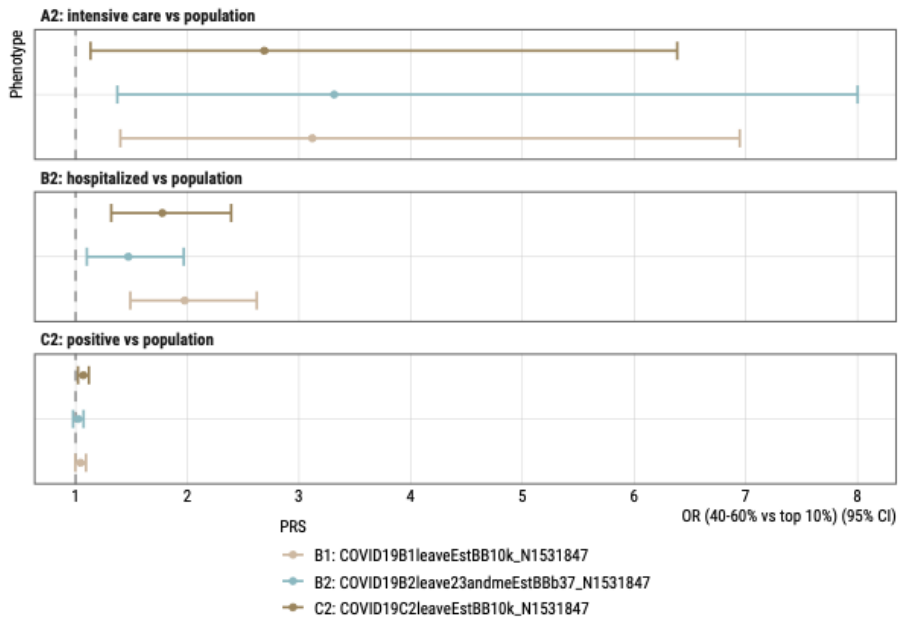 A2: intensive care vs population
Phenotype
B2: hospitalized vs population
C2: positive vs population
1 2 3 4 5 6 7 8
OR (40-60% vs top 10%) (95% CI)
PRS
B1: COVID19B1leaveEstBB10k_N1531847
B2: COVID19B2leave23andmeEstBBb37_N1531847
C2: COVID19C2leaveEstBB10k_N1531847